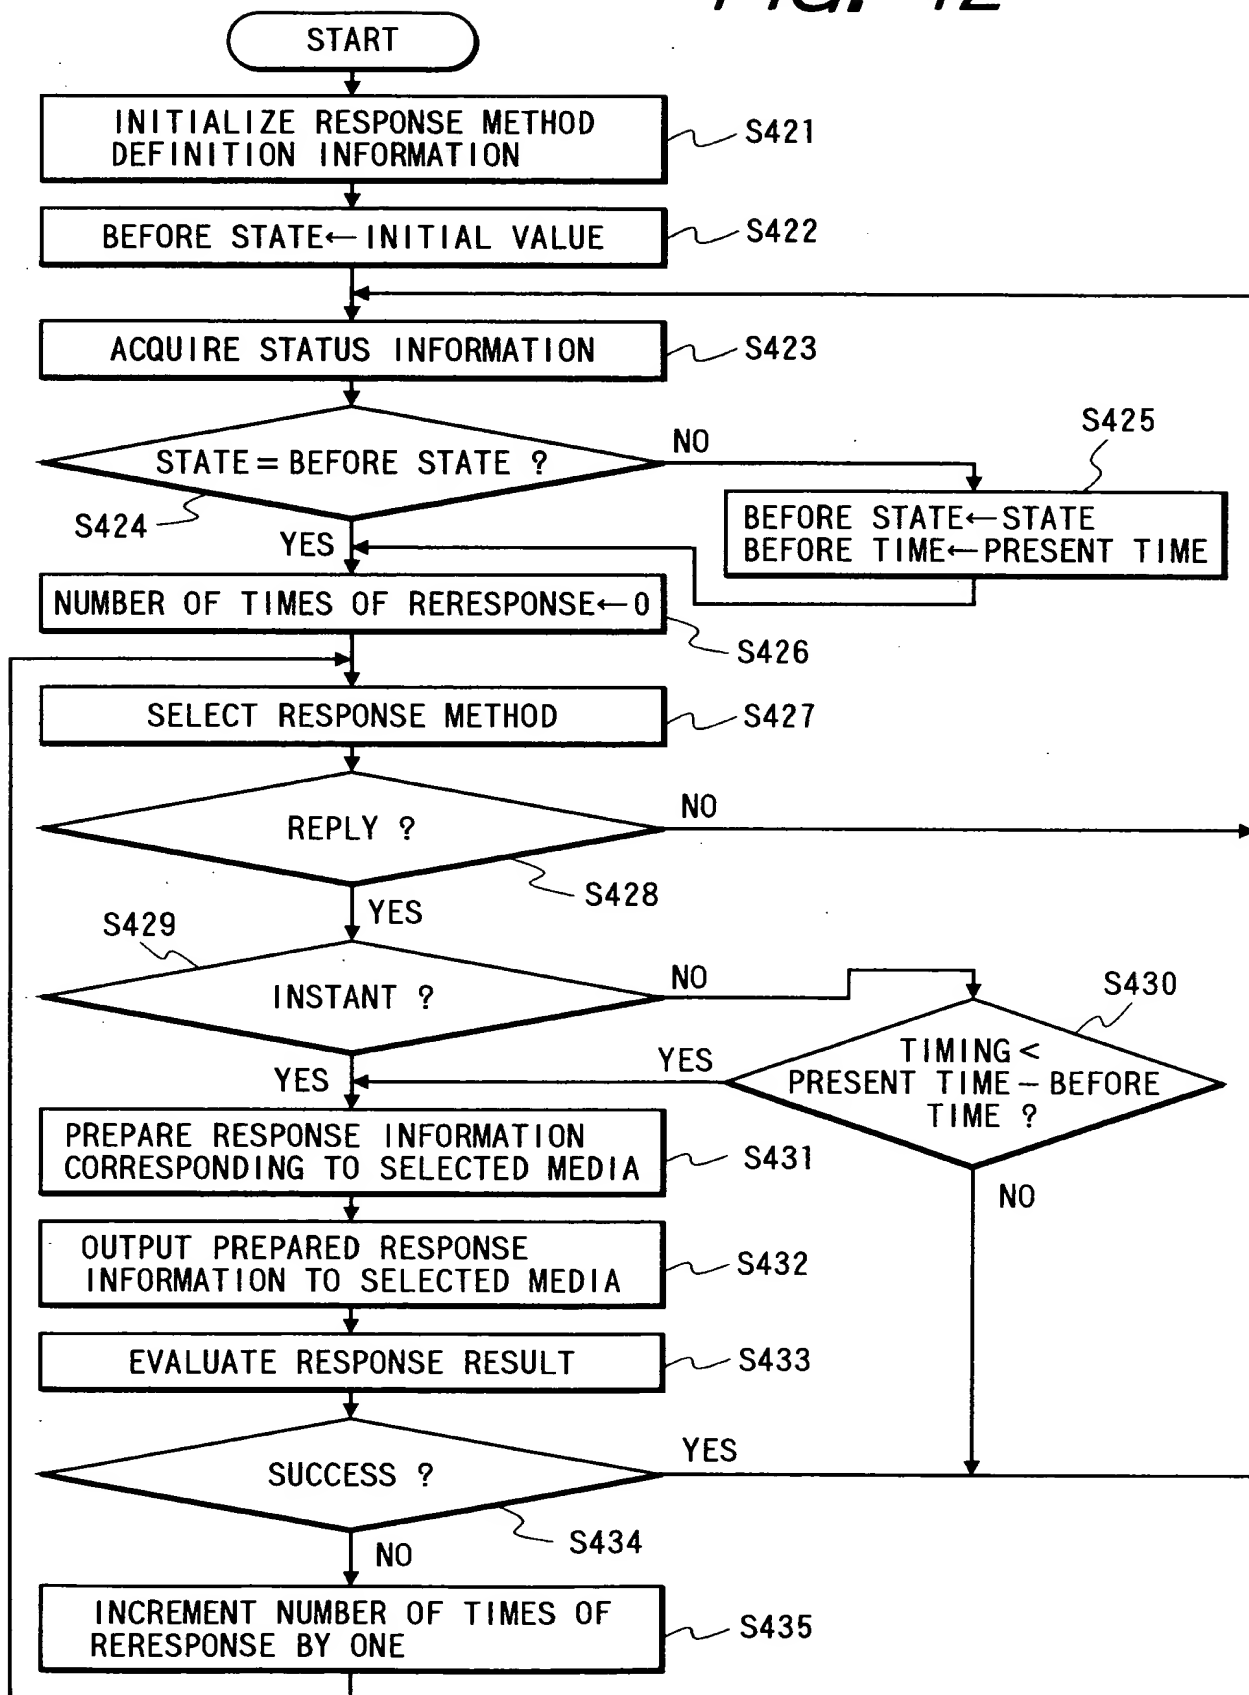 FIG. 42
START
INITIALIZE RESPONSE METHOD
DEFINITION INFORMATION
S421
BEFORE STATE←INITIAL VALUE
S422
ACQUIRE STATUS INFORMATION
S423
STATE=BEFORE STATE ?
NO
S424
S425
BEFORE STATE←STATE
BEFORE TIME←PRESENT TIME
YES
NUMBER OF TIMES OF RERESPONSE←0
S426
SELECT RESPONSE METHOD
S427
REPLY ?
NO
S428
YES
S429
INSTANT ?
NO
S430
TIMING<
PRESENT TIME-BEFORE
TIME ?
YES
YES
NO
PREPARE RESPONSE INFORMATION
CORRESPONDING TO SELECTED MEDIA
S431
OUTPUT PREPARED RESPONSE
INFORMATION TO SELECTED MEDIA
S432
EVALUATE RESPONSE RESULT
S433
SUCCESS ?
YES
S434
NO
INCREMENT NUMBER OF TIMES OF
RERESPONSE BY ONE
S435